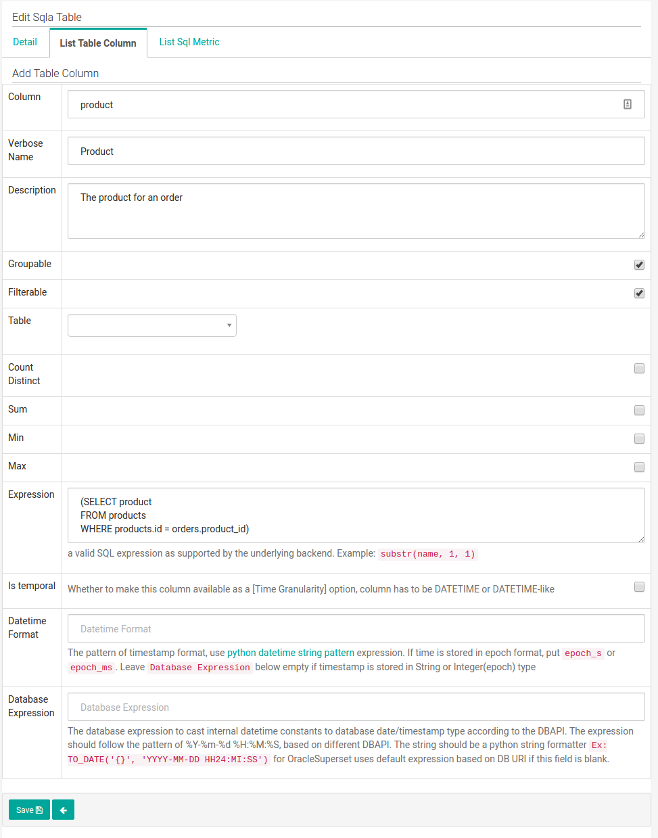 Edit Sqla Table
Detail List Table Column List Sql Metric
Add Table Column
Column product
Verbose Name Product
Description The product for an order
Groupable
Filterable
Table
Count Distinct
Sum
Min
Max
Expression (SELECT product
FROM products
WHERE products.id = orders.product_id)
a valid SQL expression as supported by the underlying backend. Example: substr(name, 1, 1)
Is temporal Whether to make this column available as a [Time Granularity] option, column has to be DATETIME or DATETIME-like
Datetime Format Datetime Format
The pattern of timestamp format, use python datetime string pattern expression. If time is stored in epoch format, put epoch_s or
epoch_ms. Leave Database Expression below empty if timestamp is stored in String or Integer(epoch) type
Database Expression Database Expression
The database expression to cast internal datetime constants to database date/timestamp type according to the DBAPI. The expression
should follow the pattern of %Y-%m-%d %H:%M:%S, based on different DBAPI. The string should be a python string formatter Ex:
TO_DATE('{}', 'YYYY-MM-DD HH24:MI:SS') for OracleSuperset uses default expression based on DB URI if this field is blank.
Save